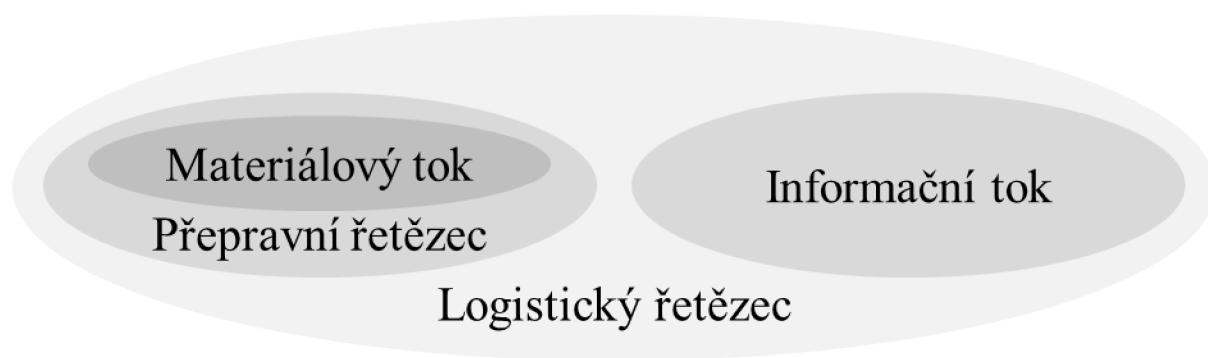 Materiálový tok
Přepravní řetězec
Informační tok
Logistický řetězec